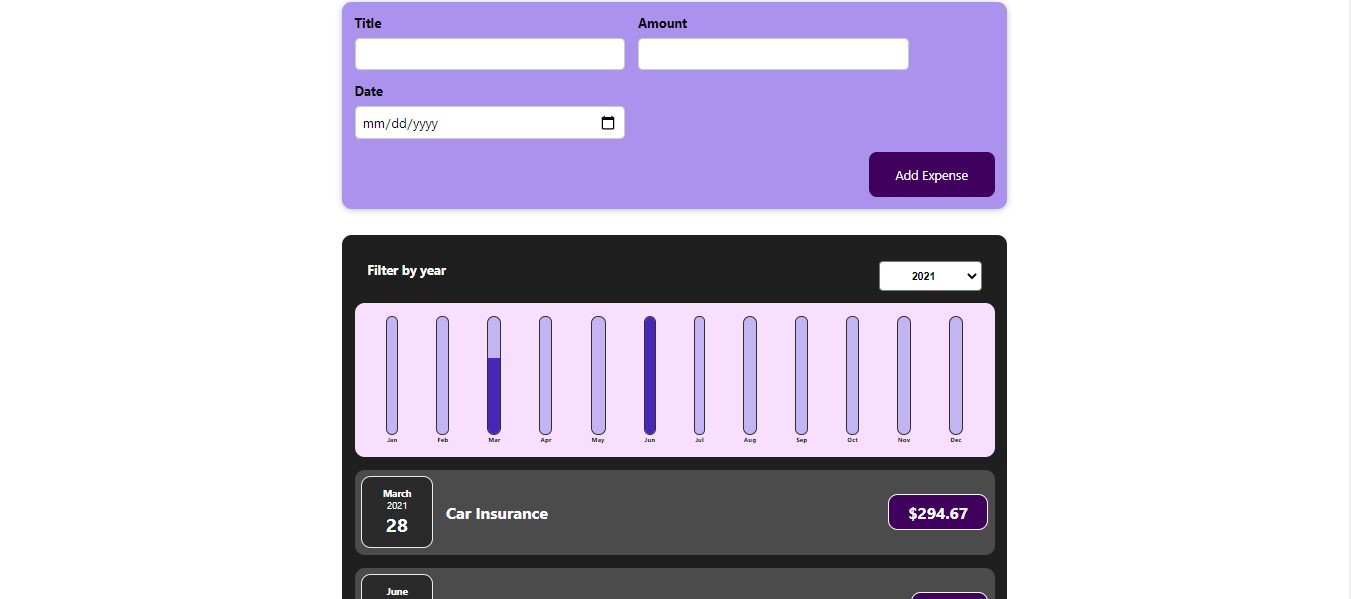 Title Amount
Date
mm/dd/yyyy
Add Expense
Filter by year 2021
Jan Feb Mar Apr May Jun Jul Aug Sep Oct Nov Dec
March
2021
28
Car Insurance
$294.67
June